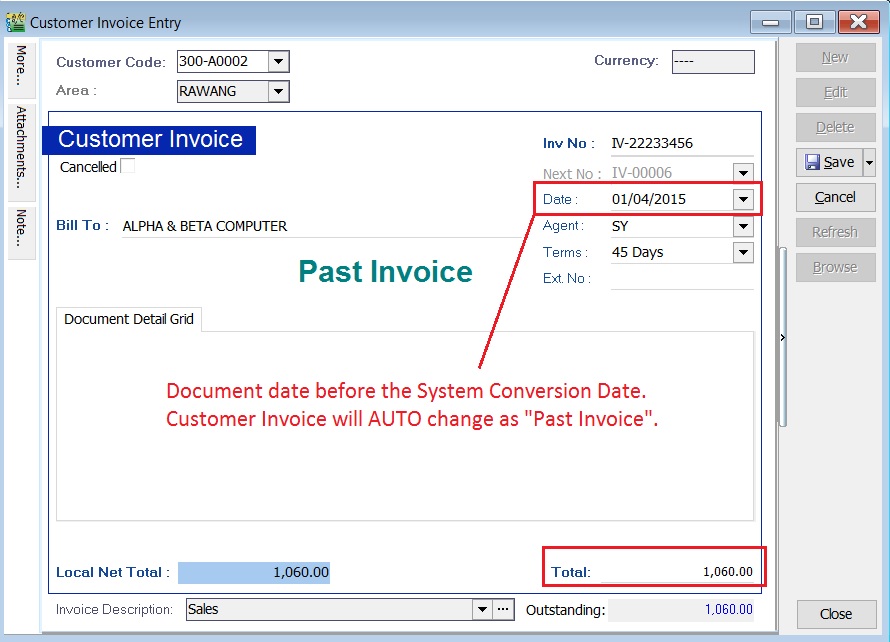 Customer Invoice Entry
More...
Attachments...
Note...
Customer Code: 300-A0002
Currency: ----
Area : RAWANG
Customer Invoice
Cancelled
Inv No : IV-22233456
Next No : IV-00006
Date : 01/04/2015
Bill To : ALPHA & BETA COMPUTER
Agent : SY
Terms : 45 Days
Ext. No :
Past Invoice
Document Detail Grid
Document date before the System Conversion Date.
Customer Invoice will AUTO change as "Past Invoice".
Local Net Total : 1,060.00
Total: 1,060.00
Invoice Description: Sales
Outstanding: 1,060.00
New
Edit
Delete
Save
Cancel
Refresh
Browse
Close